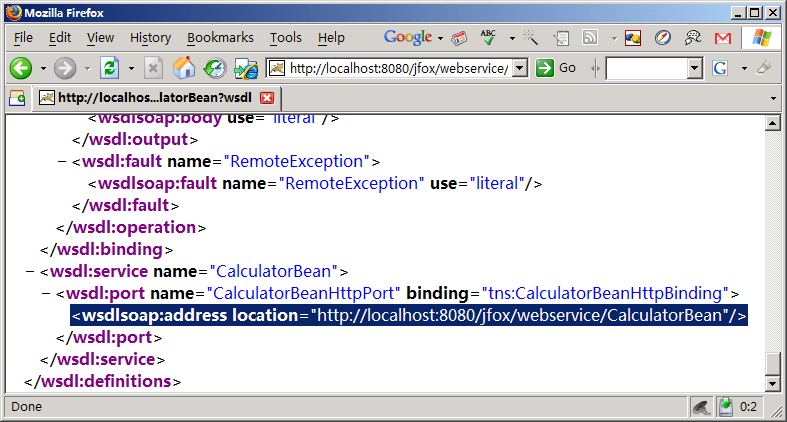 Mozilla Firefox
File Edit View History Bookmarks Tools Help Google ABC
http://localhost:8080/jfox/webservice/ Go G
http://localhos...latorBean?wsdl
<wsdlsoap:body use="literal"/>
</wsdl:output>
− <wsdl:fault name="RemoteException">
<wsdlsoap:fault name="RemoteException" use="literal"/>
</wsdl:fault>
</wsdl:operation>
</wsdl:binding>
− <wsdl:service name="CalculatorBean">
− <wsdl:port name="CalculatorBeanHttpPort" binding="tns:CalculatorBeanHttpBinding">
<wsdlsoap:address location="http://localhost:8080/jfox/webservice/CalculatorBean"/>
</wsdl:port>
</wsdl:service>
</wsdl:definitions>
Done 0:2